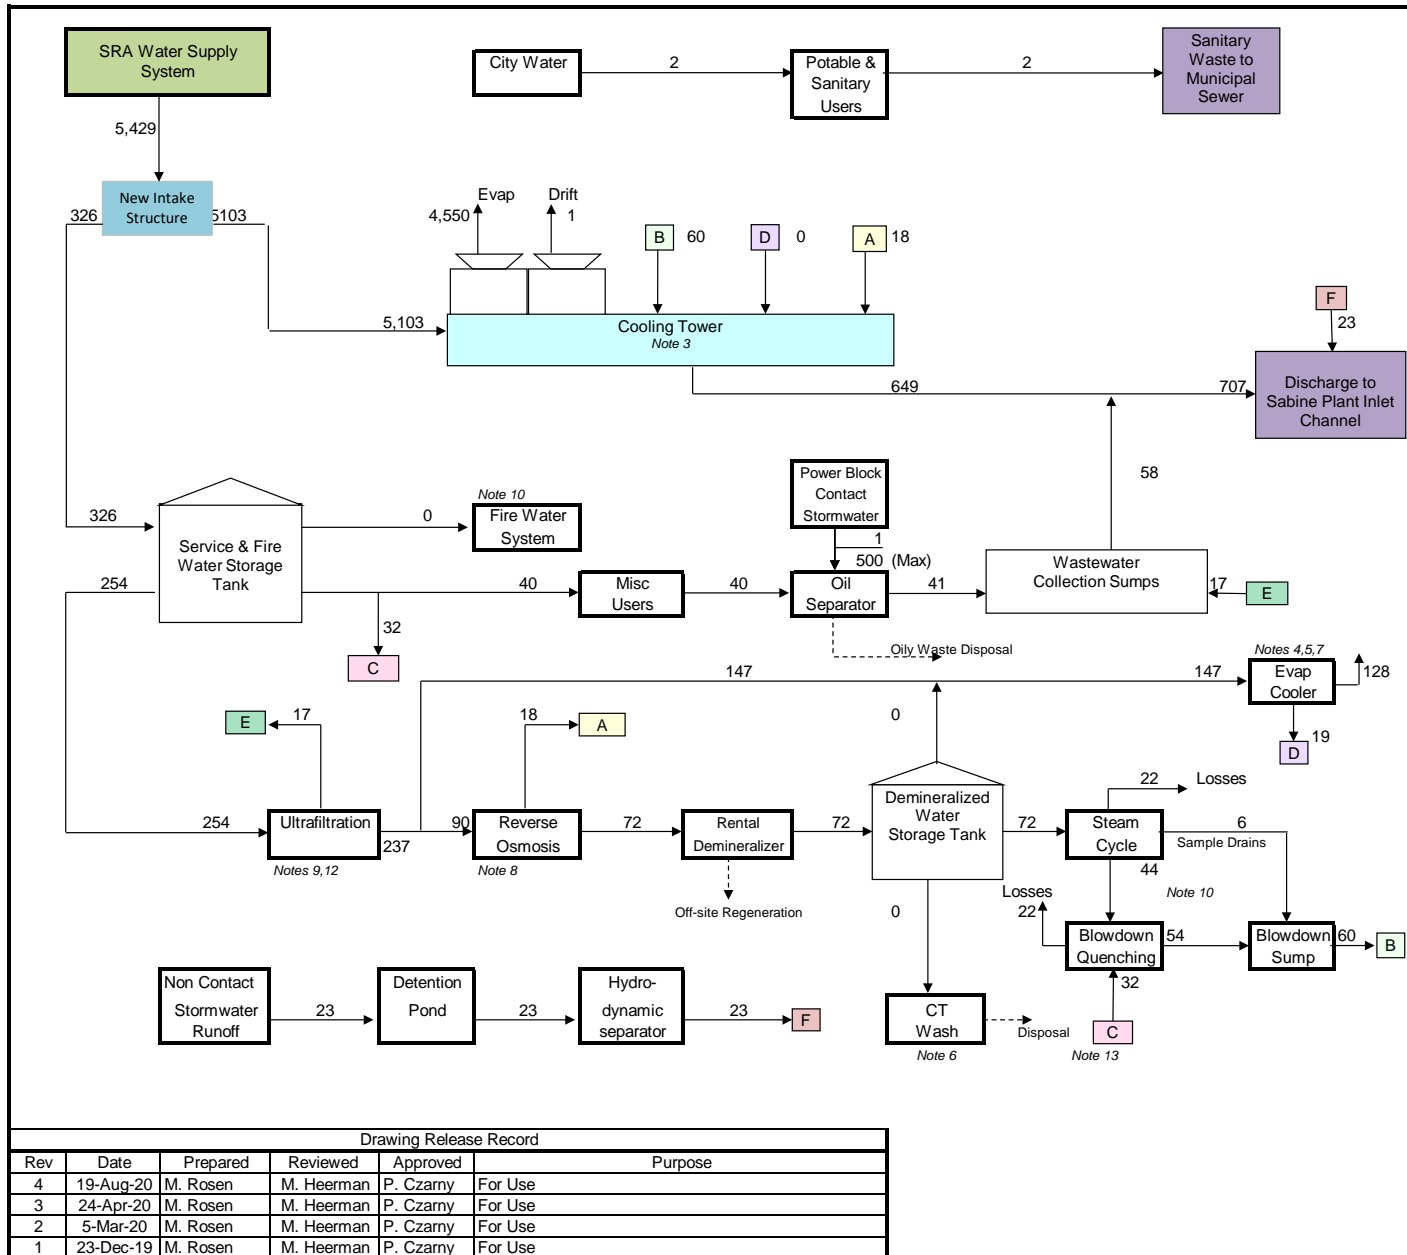 SRA Water Supply
System
City Water
2
Potable &
Sanitary
Users
2
Sanitary
Waste to
Municipal
Sewer
5,429
New Intake
Structure
326
5103
Evap
Drift
4,550
1
B
60
D
0
A
18
5,103
Cooling Tower
Note 3
F
23
649
707
Discharge to
Sabine Plant Inlet
Channel
58
326
Service & Fire
Water Storage
Tank
0
Note 10
Fire Water
System
Power Block
Contact
Stormwater
1
500 (Max)
254
40
Misc
Users
40
Oil
Separator
41
Wastewater
Collection Sumps
17
E
32
C
Oily Waste Disposal
147
147
Notes 4,5,7
Evap
Cooler
128
19
D
E
17
18
A
0
254
Ultrafiltration
Notes 9,12
237
90
Reverse
Osmosis
Note 8
72
Rental
Demineralizer
72
Off-site Regeneration
Demineralized
Water
Storage Tank
72
Steam
Cycle
22
Losses
6
Sample Drains
44
Note 10
Losses
22
Blowdown
Quenching
54
Blowdown
Sump
60
B
0
32
C
Note 13
CT
Wash
Note 6
Disposal
Non Contact
Stormwater
Runoff
23
Detention
Pond
23
Hydro-
dynamic
separator
23
F
Drawing Release Record
Rev Date Prepared Reviewed Approved Purpose
4 19-Aug-20 M. Rosen M. Heerman P. Czarny For Use
3 24-Apr-20 M. Rosen M. Heerman P. Czarny For Use
2 5-Mar-20 M. Rosen M. Heerman P. Czarny For Use
1 23-Dec-19 M. Rosen M. Heerman P. Czarny For Use